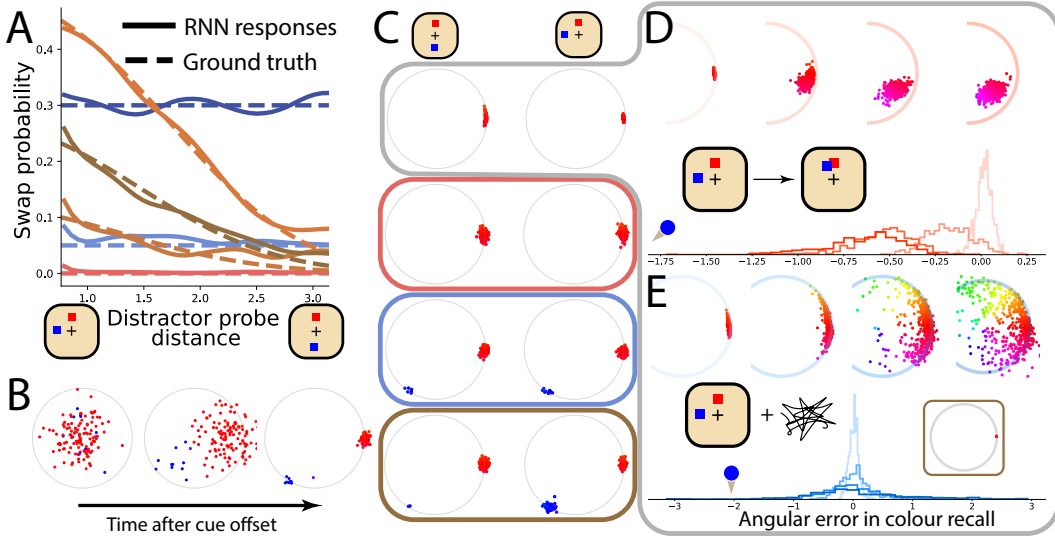 A
RNN responses
Ground truth
Swap probability
0.4
0.3
0.2
0.1
0.0
1.0
1.5
2.0
2.5
3.0
Distractor probe
distance
B
Time after cue offset
C
D
−1.75
−1.50
−1.25
−1.00
−0.75
−0.50
−0.25
0.00
0.25
E
+
−3
−2
−1
0
1
2
3
Angular error in colour recall